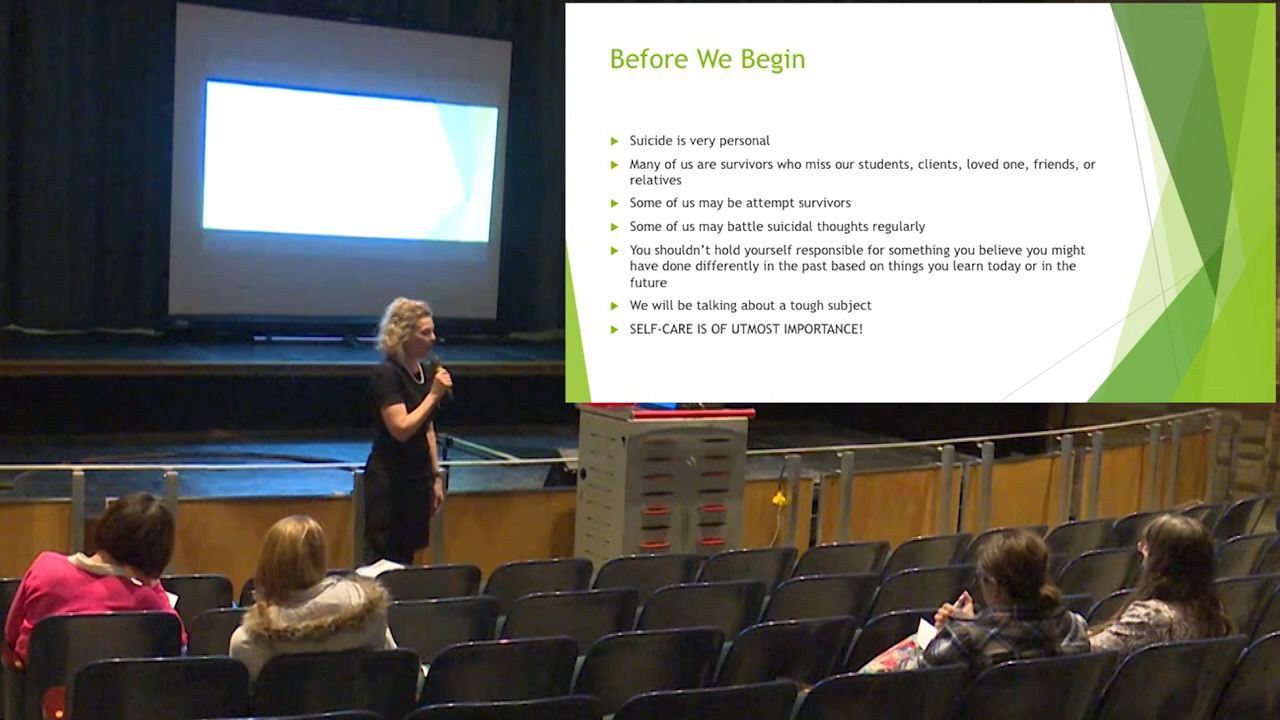 Before We Begin
Suicide is very personal
Many of us are survivors who miss our students, clients, loved one, friends, or
relatives
Some of us may be attempt survivors
Some of us may battle suicidal thoughts regularly
You shouldn't hold yourself responsible for something you believe you might
have done differently in the past based on things you learn today or in the
future
We will be talking about a tough subject
SELF-CARE IS OF UTMOST IMPORTANCE!